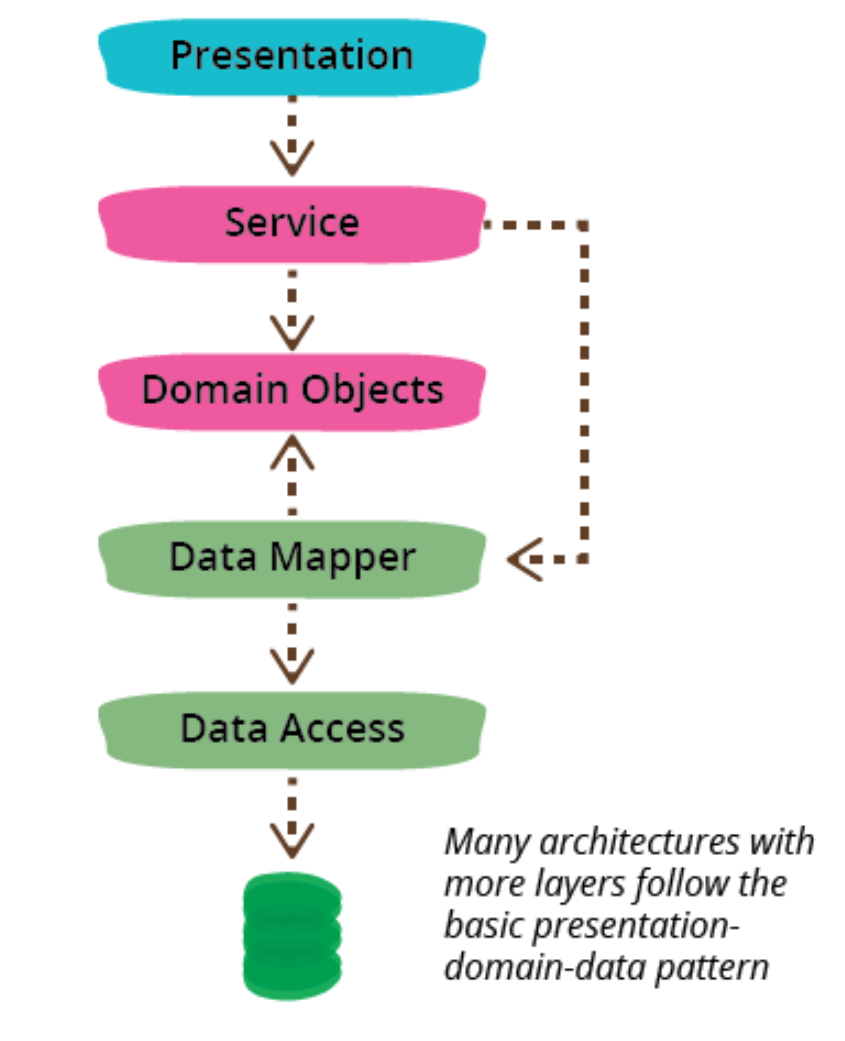 Presentation
Service
Domain Objects
Data Mapper
Data Access
Many architectures with
more layers follow the
basic presentation-
domain-data pattern